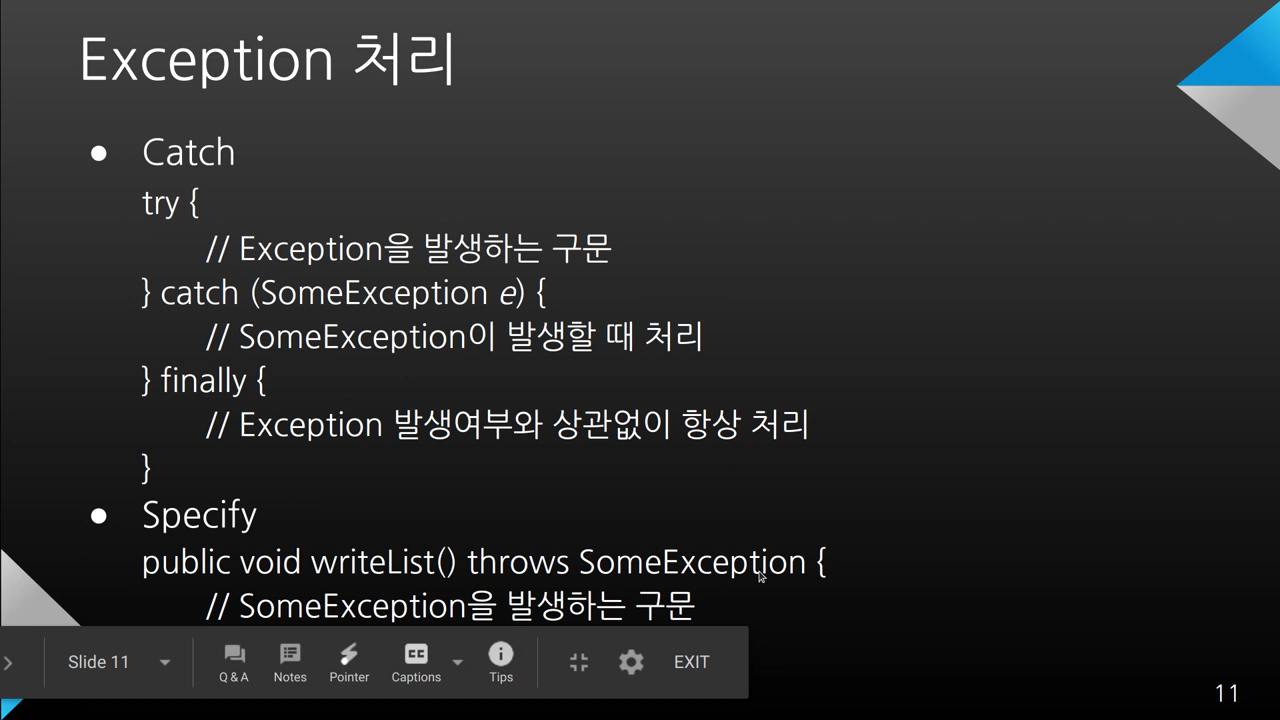 Exception 처리
● Catch
try {
// Exception을 발생하는 구문
} catch (SomeException e) {
// SomeException이 발생할 때 처리
} finally {
// Exception 발생여부와 상관없이 항상 처리
}
● Specify
public void writeList() throws SomeException {
// SomeException을 발생하는 구문
Slide 11
Q & A
Notes
Pointer
CC
Captions
Tips
EXIT
11